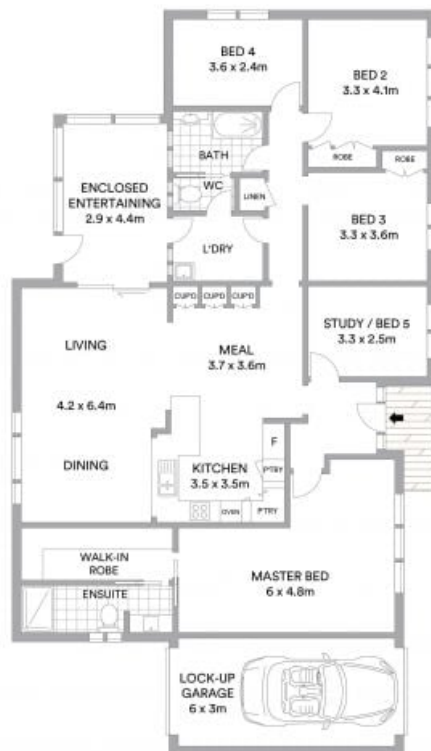 BED 4
3.6 x 2.4m
BED 2
3.3 x 4.1m
ROBE
ROBE
BATH
WC
LINEN
ENCLOSED
ENTERTAINING
2.9 x 4.4m
BED 3
3.3 x 3.6m
L'DRY
CUP'D
CUP'D
CUP'D
STUDY / BED 5
3.3 x 2.5m
LIVING
MEAL
3.7 x 3.6m
4.2 x 6.4m
DINING
F
KITCHEN
3.5 x 3.5m
PTRY
OVEN
PTRY
WALK-IN
ROBE
ENSUITE
MASTER BED
6 x 4.8m
LOCK-UP
GARAGE
6 x 3m